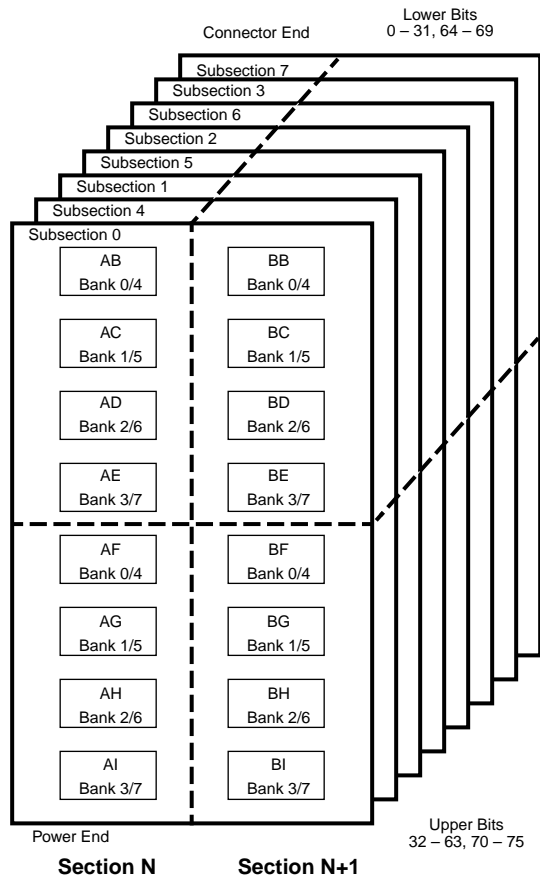 Lower Bits
0 – 31, 64 – 69
Connector End
Subsection 7
Subsection 3
Subsection 6
Subsection 2
Subsection 5
Subsection 1
Subsection 4
Subsection 0
AB
Bank 0/4
BB
Bank 0/4
AC
Bank 1/5
BC
Bank 1/5
AD
Bank 2/6
BD
Bank 2/6
AE
Bank 3/7
BE
Bank 3/7
AF
Bank 0/4
BF
Bank 0/4
AG
Bank 1/5
BG
Bank 1/5
AH
Bank 2/6
BH
Bank 2/6
AI
Bank 3/7
BI
Bank 3/7
Power End
Upper Bits
32 – 63, 70 – 75
Section N
Section N+1